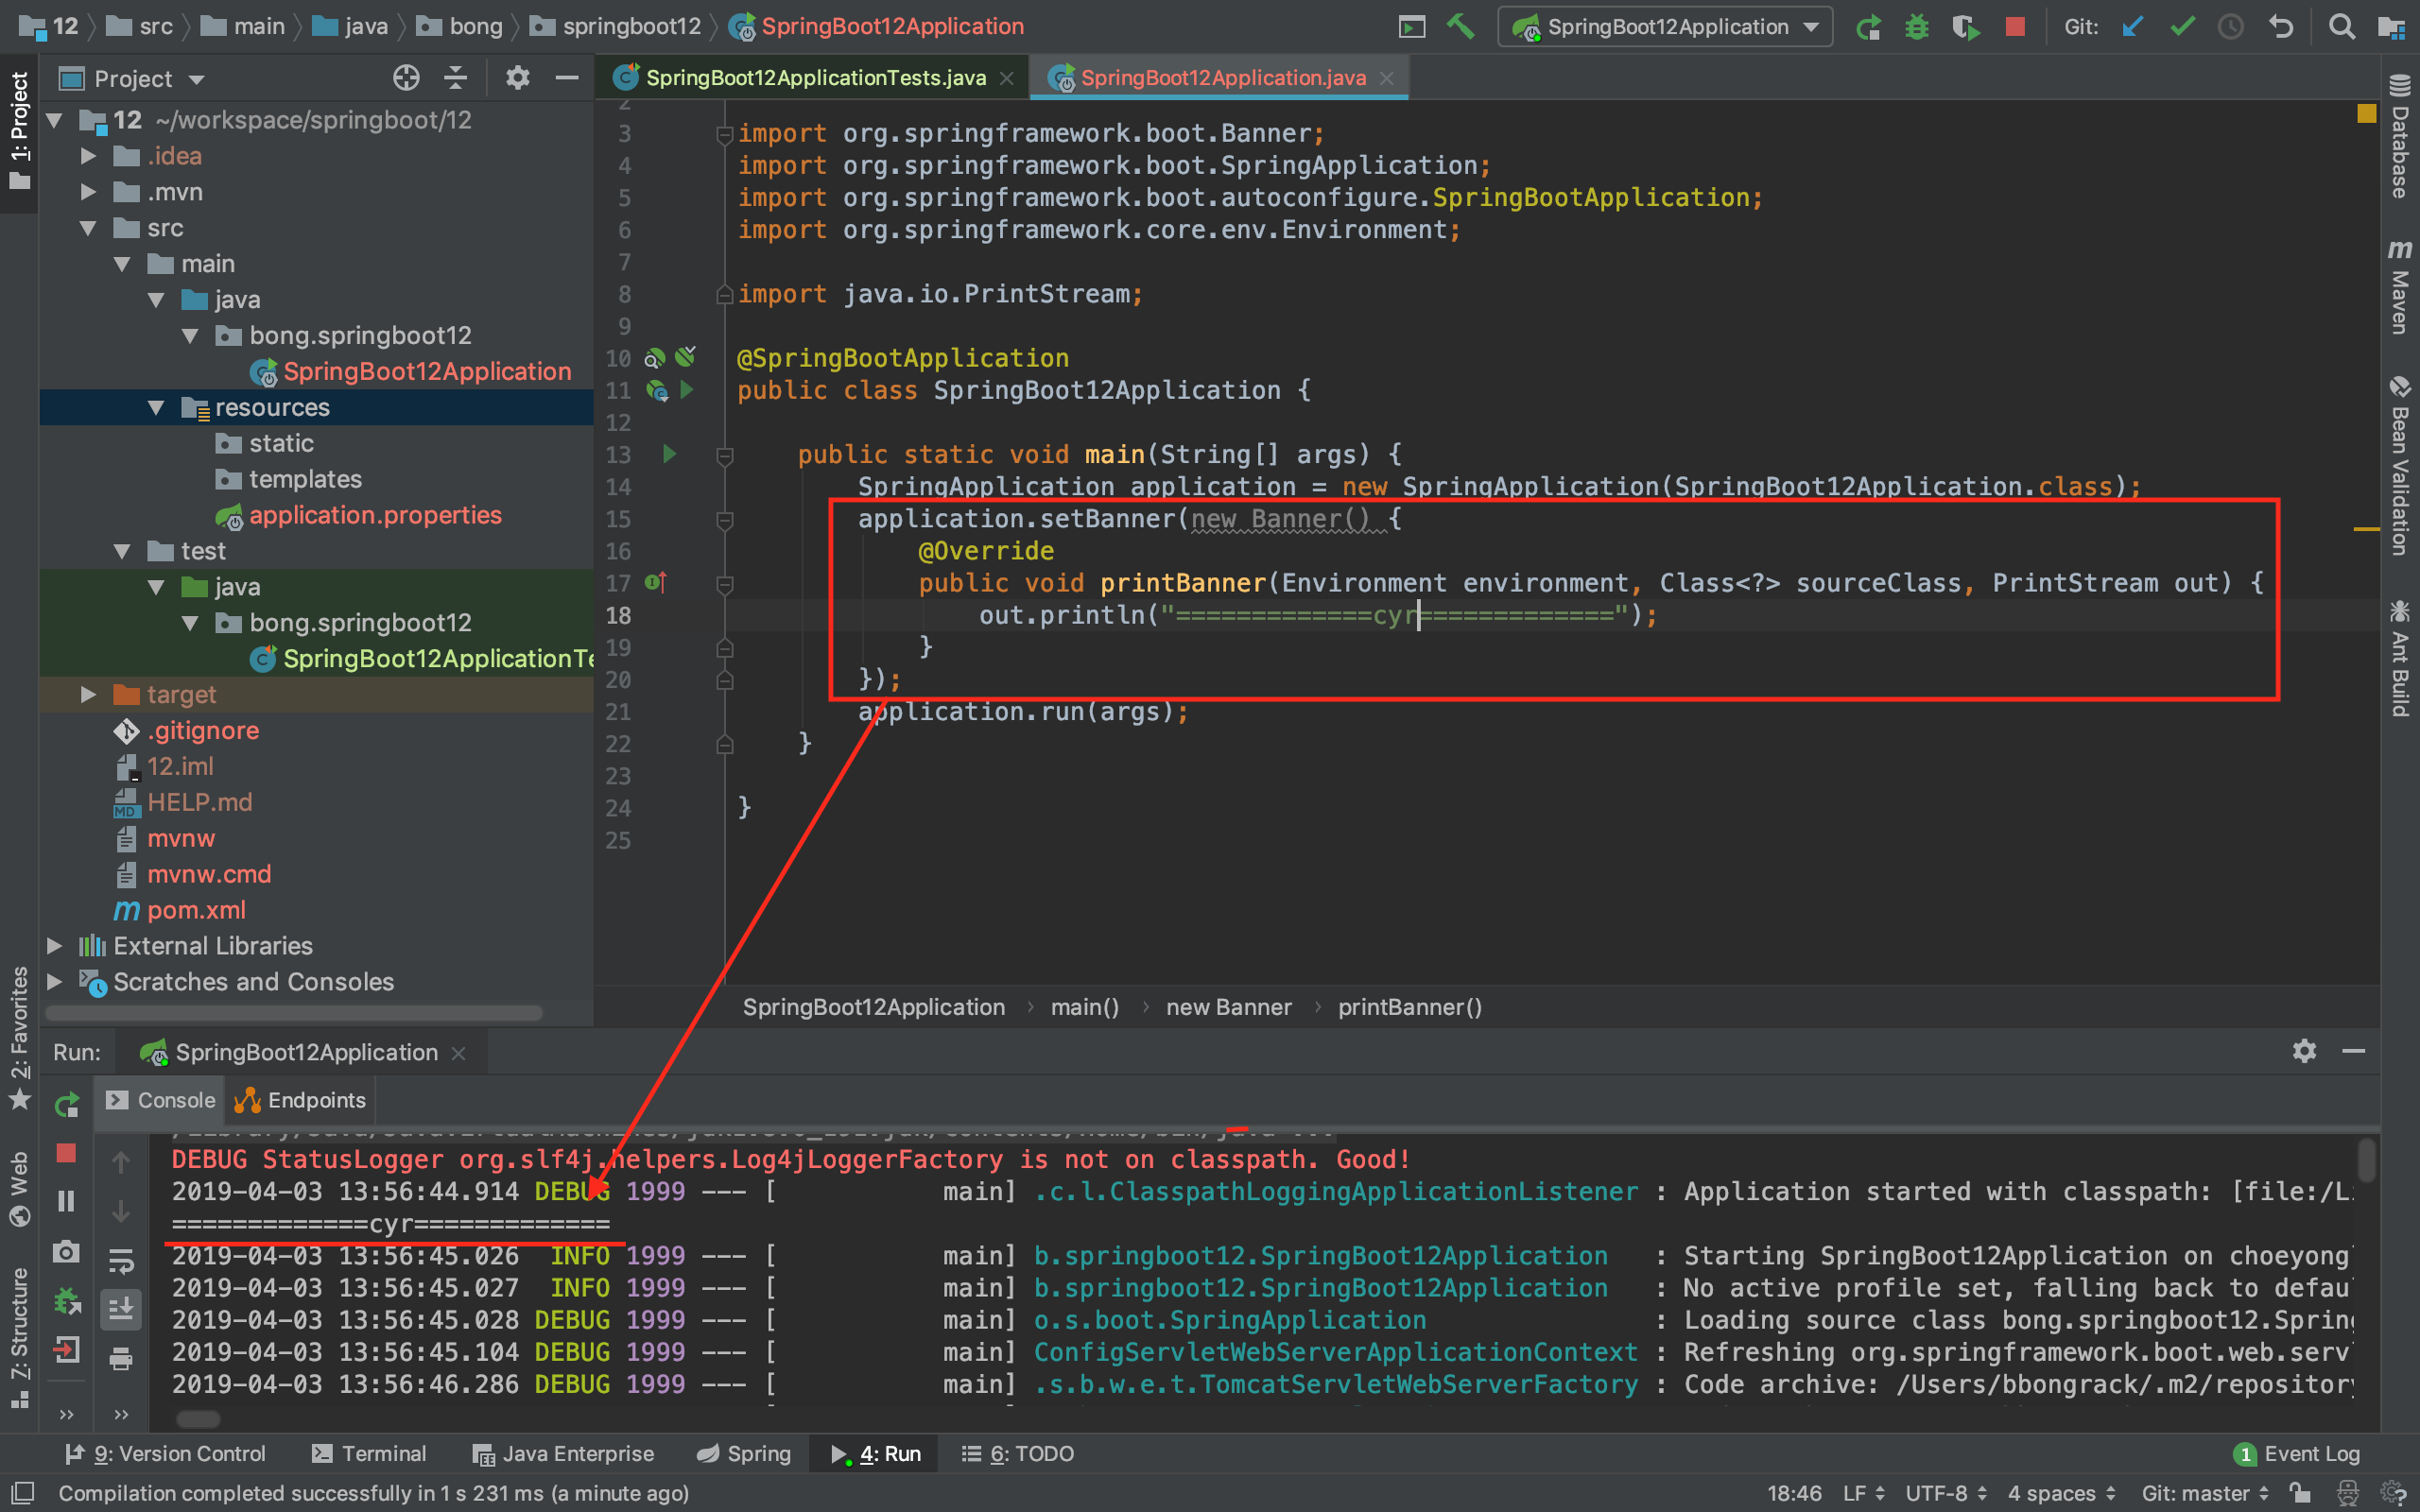 12 src main java bong springboot12 SpringBoot12Application
SpringBoot12Application Git:
1: Project
2: Favorites
Web
7: Structure
Project
12 ~/workspace/springboot/12
.idea
.mvn
src
main
java
bong.springboot12
SpringBoot12Application
resources
static
templates
application.properties
test
java
bong.springboot12
SpringBoot12ApplicationTe
target
.gitignore
12.iml
HELP.md
mvnw
mvnw.cmd
pom.xml
External Libraries
Scratches and Consoles
SpringBoot12ApplicationTests.java SpringBoot12Application.java
2
3 import org.springframework.boot.Banner;
4 import org.springframework.boot.SpringApplication;
5 import org.springframework.boot.autoconfigure.SpringBootApplication;
6 import org.springframework.core.env.Environment;
7
8 import java.io.PrintStream;
9
10 @SpringBootApplication
11 public class SpringBoot12Application {
12
13 public static void main(String[] args) {
14 SpringApplication application = new SpringApplication(SpringBoot12Application.class);
15 application.setBanner(new Banner() {
16 @Override
17 public void printBanner(Environment environment, Class<?> sourceClass, PrintStream out) {
18 out.println("=============cyr=============");
19 }
20 });
21 application.run(args);
22 }
23
24 }
25
SpringBoot12Application › main() › new Banner › printBanner()
Database
Maven
Bean Validation
Ant Build
Run: SpringBoot12Application
Console Endpoints
DEBUG StatusLogger org.slf4j.helpers.Log4jLoggerFactory is not on classpath. Good!
2019-04-03 13:56:44.914 DEBUG 1999 --- [ main] .c.l.ClasspathLoggingApplicationListener : Application started with classpath: [file:/Li
=============cyr=============
2019-04-03 13:56:45.026 INFO 1999 --- [ main] b.springboot12.SpringBoot12Application : Starting SpringBoot12Application on choeyong
2019-04-03 13:56:45.027 INFO 1999 --- [ main] b.springboot12.SpringBoot12Application : No active profile set, falling back to defau
2019-04-03 13:56:45.028 DEBUG 1999 --- [ main] o.s.boot.SpringApplication : Loading source class bong.springboot12.Spring
2019-04-03 13:56:45.104 DEBUG 1999 --- [ main] ConfigServletWebServerApplicationContext : Refreshing org.springframework.boot.web.serv
2019-04-03 13:56:46.286 DEBUG 1999 --- [ main] .s.b.w.e.t.TomcatServletWebServerFactory : Code archive: /Users/bbongrack/.m2/repository
9: Version Control Terminal Java Enterprise Spring 4: Run 6: TODO 1 Event Log
Compilation completed successfully in 1 s 231 ms (a minute ago) 18:46 LF UTF-8 4 spaces Git: master